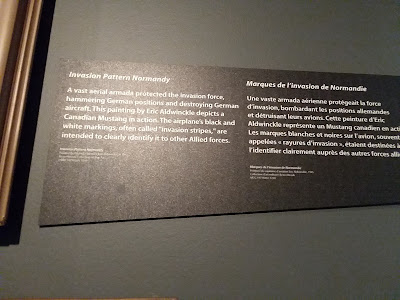 Invasion Pattern Normandy
A vast aerial armada protected the invasion force,
hammering German positions and destroying German
aircraft. This painting by Eric Aldwinckle depicts a
Canadian Mustang in action. The airplane's black and
white markings, often called "invasion stripes," are
intended to clearly identify it to other Allied forces.
Invasion Pattern Normandy
Marques de l'invasion de Normandie
Une vaste armada aérienne protégeait la force
d'invasion, bombardant les positions allemandes
et détruisant leurs avions. Cette peinture d'Eric
Aldwinckle représente un Mustang canadien en acti
Les marques blanches et noires sur l'avion, souvent
appelées « rayures d'invasion », étaient destinées à
l'identifier clairement auprès des autres forces allié
Marques de l'invasion de Normandie